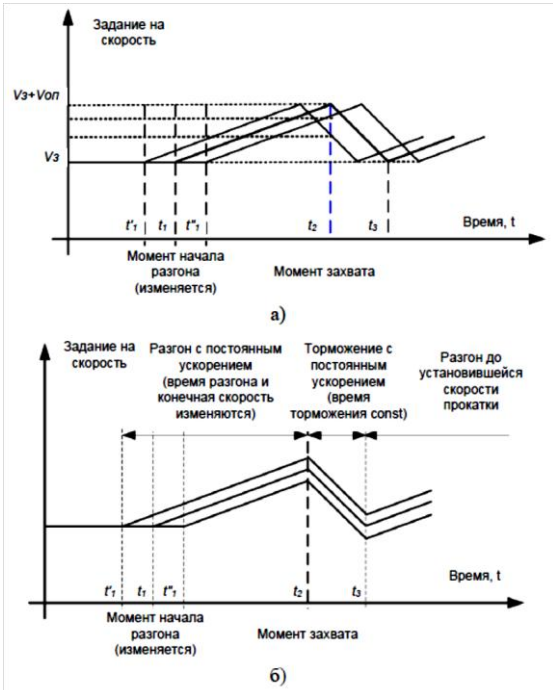 Задание на
скорость
Vз+Vоп
Vз
t'1
t1
t"1
t2
t3
Время, t
Момент начала
разгона
(изменяется)
Момент захвата
а)
Задание на
скорость
Разгон с постоянным
ускорением
(время разгона и
конечная скорость
изменяются)
Торможение с
постоянным
ускорением
(время
торможения const)
Разгон до
установившейся
скорости
прокатки
t'1
t1
t"1
t2
t3
Время, t
Момент начала
разгона
(изменяется)
Момент захвата
б)